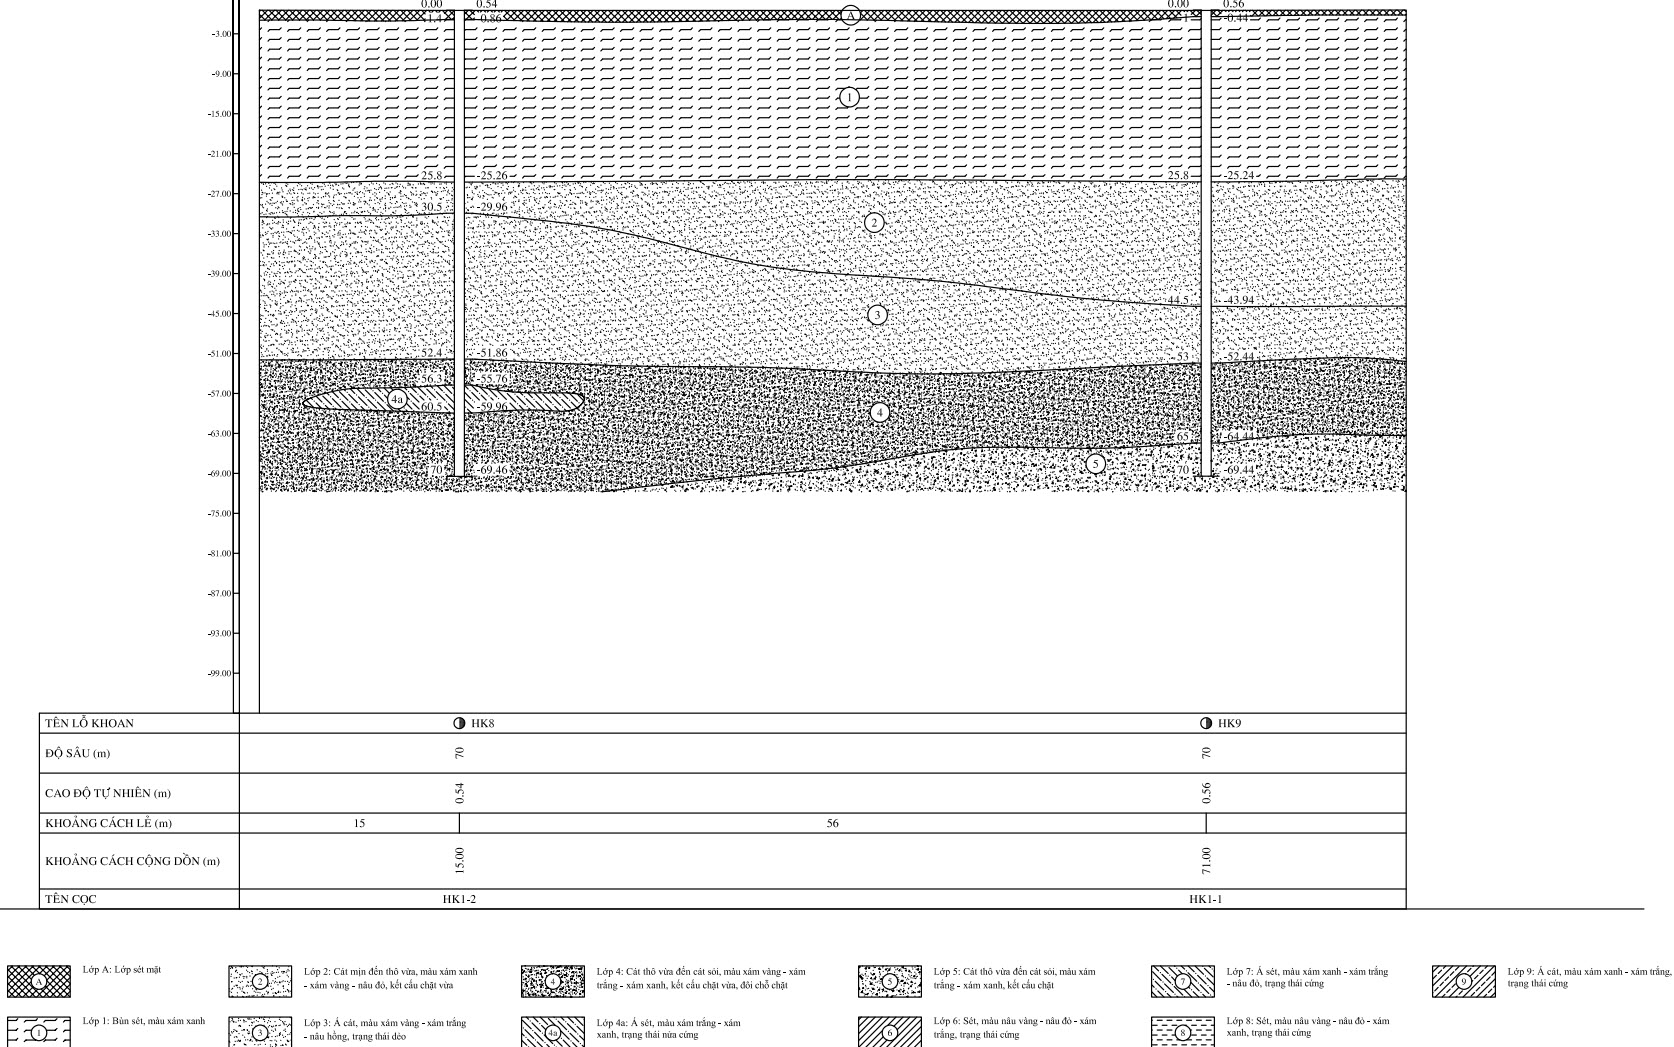 0.00 0.54 0.00 0.56
1.4 -0.86 A 1 -0.44
-3.00
-9.00
1
-15.00
-21.00
25.8 -25.26 25.8 -25.24
-27.00
30.5 -29.96
2
-33.00
-39.00
44.5 -43.94
-45.00
3
-51.00
52.4 -51.86 53 -52.44
-55.76
-57.00
4a
60.5 -59.96
4
-63.00
65 -64.44
5
-69.00
70 -69.46 70 -69.44
-75.00
-81.00
-87.00
-93.00
-99.00
TÊN LỖ KHOAN HK8 HK9
ĐỘ SÂU (m) 70 70
CAO ĐỘ TỰ NHIÊN (m) 0.54 0.56
KHOẢNG CÁCH LẺ (m) 15 56
KHOẢNG CÁCH CỘNG DỒN (m) 15.00 71.00
TÊN CỌC HK1-2 HK1-1
A
Lớp A: Lớp sét mặt
2
Lớp 2: Cát mịn đến thô vừa, màu xám xanh
- xám vàng - nâu đỏ, kết cấu chặt vừa
4
Lớp 4: Cát thô vừa đến cát sỏi, màu xám vàng - xám
trắng - xám xanh, kết cấu chặt vừa, đôi chỗ chặt
5
Lớp 5: Cát thô vừa đến cát sỏi, màu xám
trắng - xám xanh, kết cấu chặt
7
Lớp 7: Á sét, màu xám xanh - xám trắng
- nâu đỏ, trạng thái cứng
9
Lớp 9: Á cát, màu xám xanh - xám trắng,
trạng thái cứng
1
Lớp 1: Bùn sét, màu xám xanh
3
Lớp 3: Á cát, màu xám vàng - xám trắng
- nâu hồng, trạng thái dẻo
4a
Lớp 4a: Á sét, màu xám trắng - xám
xanh, trạng thái nửa cứng
6
Lớp 6: Sét, màu nâu vàng - nâu đỏ - xám
trắng, trạng thái cứng
8
Lớp 8: Sét, màu nâu vàng - nâu đỏ - xám
xanh, trạng thái cứng